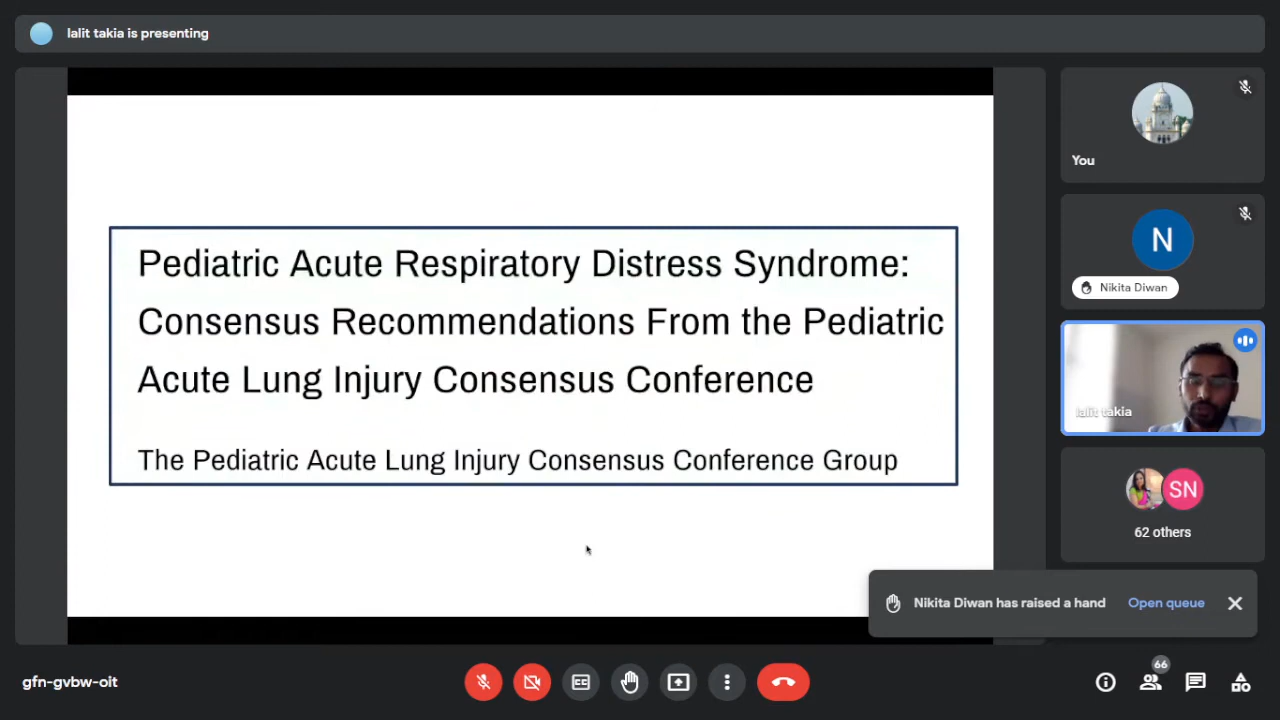 lalit takia is presenting
Pediatric Acute Respiratory Distress Syndrome:
Consensus Recommendations From the Pediatric
Acute Lung Injury Consensus Conference
The Pediatric Acute Lung Injury Consensus Conference Group
You
N
Nikita Diwan
lalit takia
SN
62 others
Nikita Diwan has raised a hand Open queue
gfn-gvbw-oit
CC
66